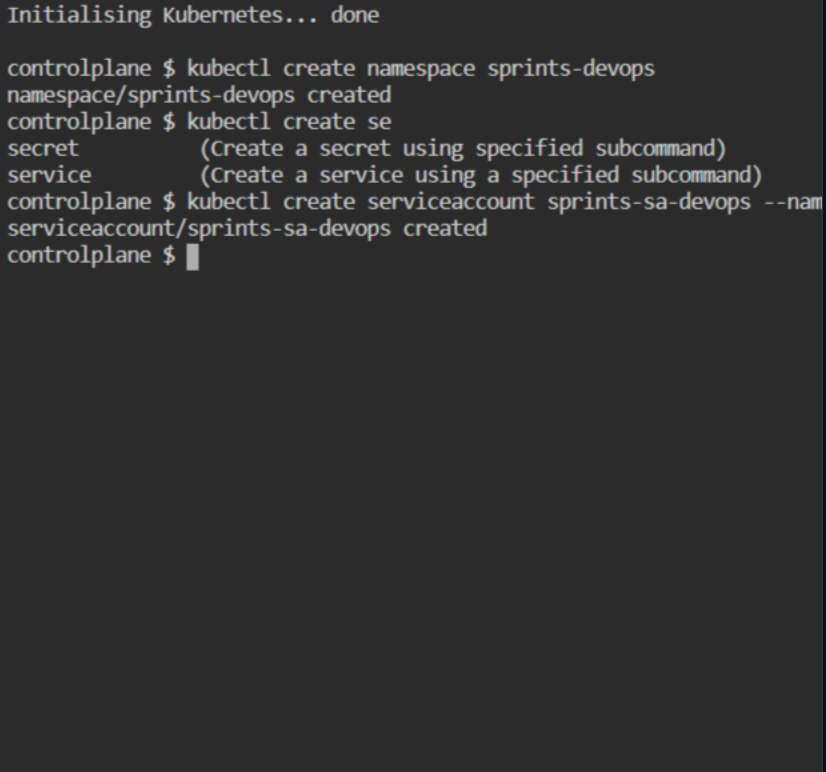 Initialising Kubernetes... done
controlplane $ kubectl create namespace sprints-devops
namespace/sprints-devops created
controlplane $ kubectl create se
secret (Create a secret using specified subcommand)
service (Create a service using a specified subcommand)
controlplane $ kubectl create serviceaccount sprints-sa-devops --nam
serviceaccount/sprints-sa-devops created
controlplane $